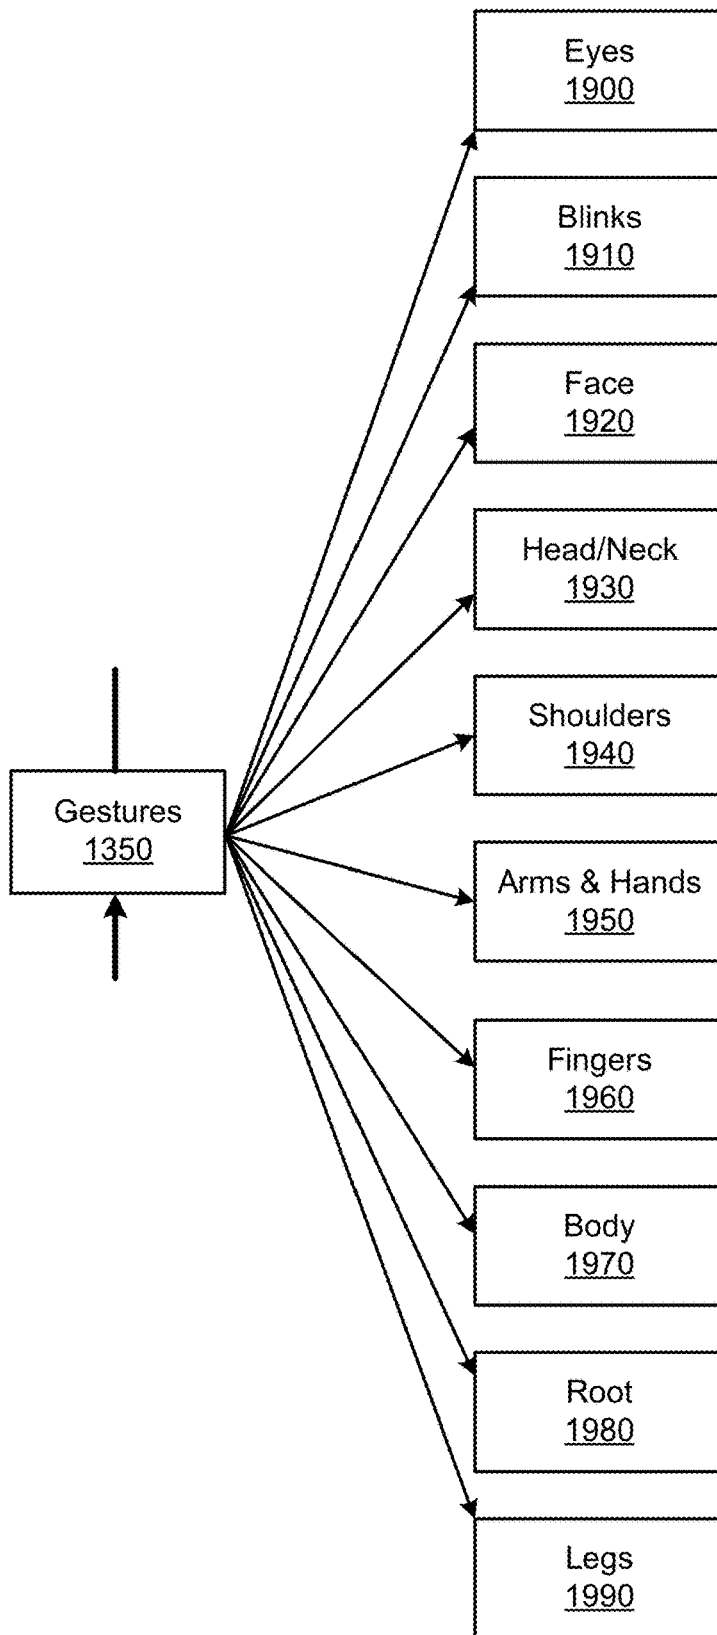 Eyes
1900
Blinks
1910
Face
1920
Head/Neck
1930
Shoulders
1940
Gestures
1350
Arms & Hands
1950
Fingers
1960
Body
1970
Root
1980
Legs
1990